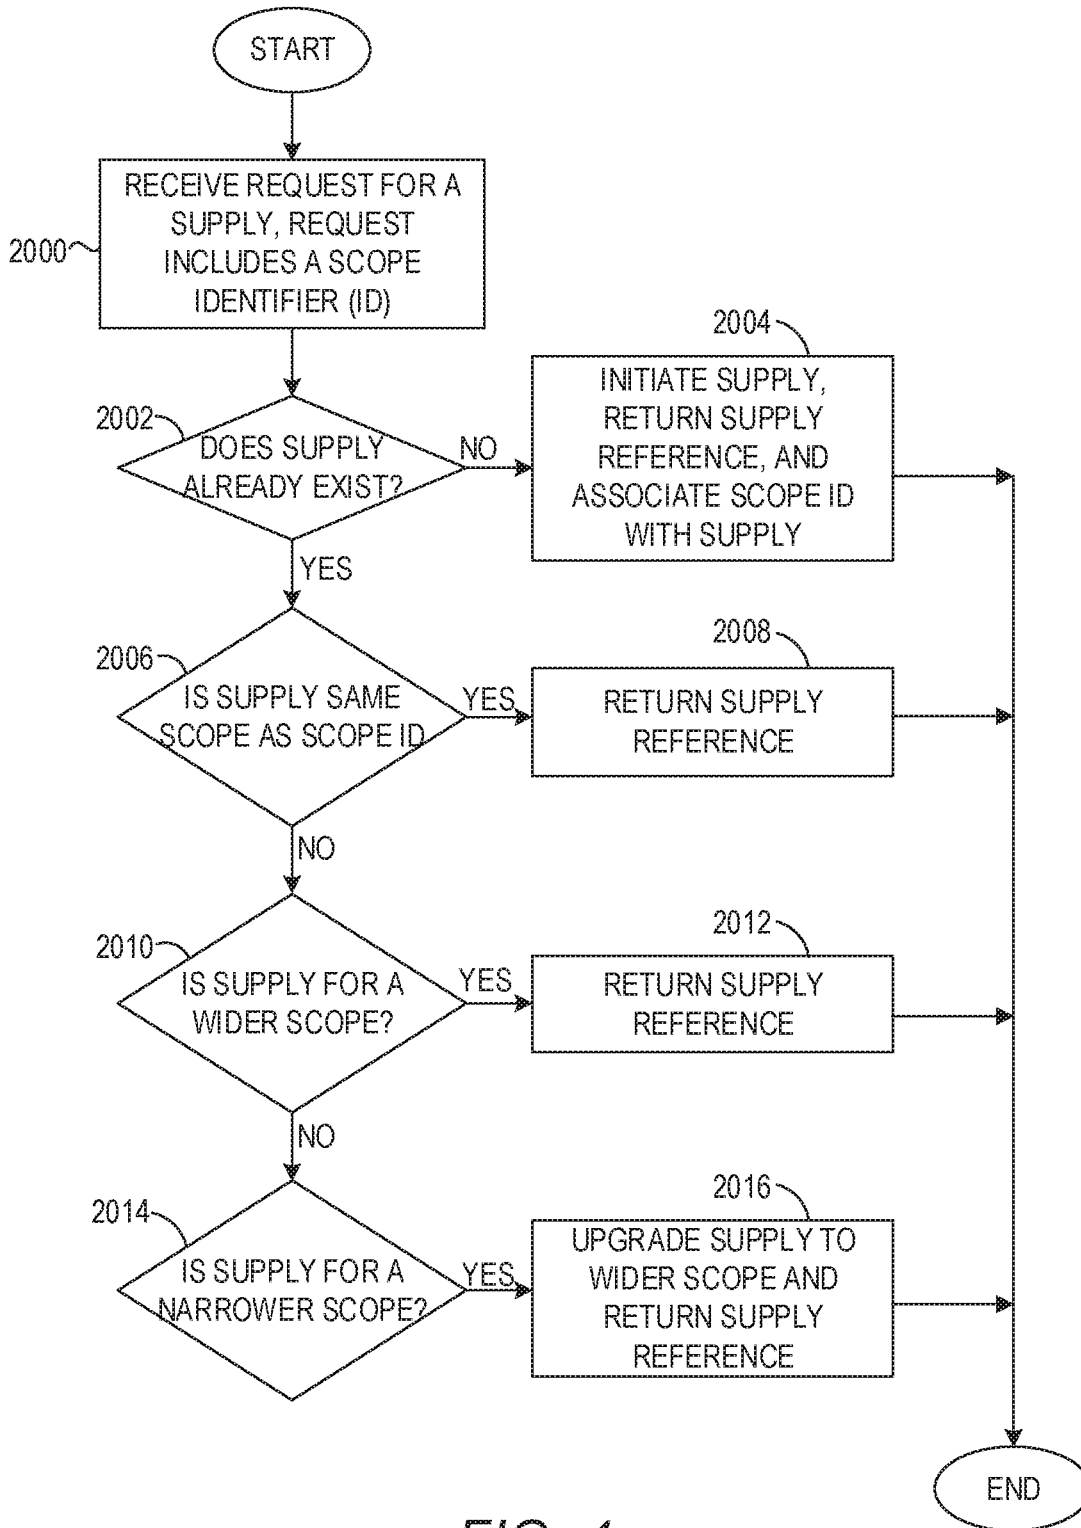 START
2000
RECEIVE REQUEST FOR A
SUPPLY, REQUEST
INCLUDES A SCOPE
IDENTIFIER (ID)
2002
DOES SUPPLY
ALREADY EXIST?
NO
2004
INITIATE SUPPLY,
RETURN SUPPLY
REFERENCE, AND
ASSOCIATE SCOPE ID
WITH SUPPLY
YES
2006
IS SUPPLY SAME
SCOPE AS SCOPE ID
YES
2008
RETURN SUPPLY
REFERENCE
NO
2010
IS SUPPLY FOR A
WIDER SCOPE?
YES
2012
RETURN SUPPLY
REFERENCE
NO
2014
IS SUPPLY FOR A
NARROWER SCOPE?
YES
2016
UPGRADE SUPPLY TO
WIDER SCOPE AND
RETURN SUPPLY
REFERENCE
END